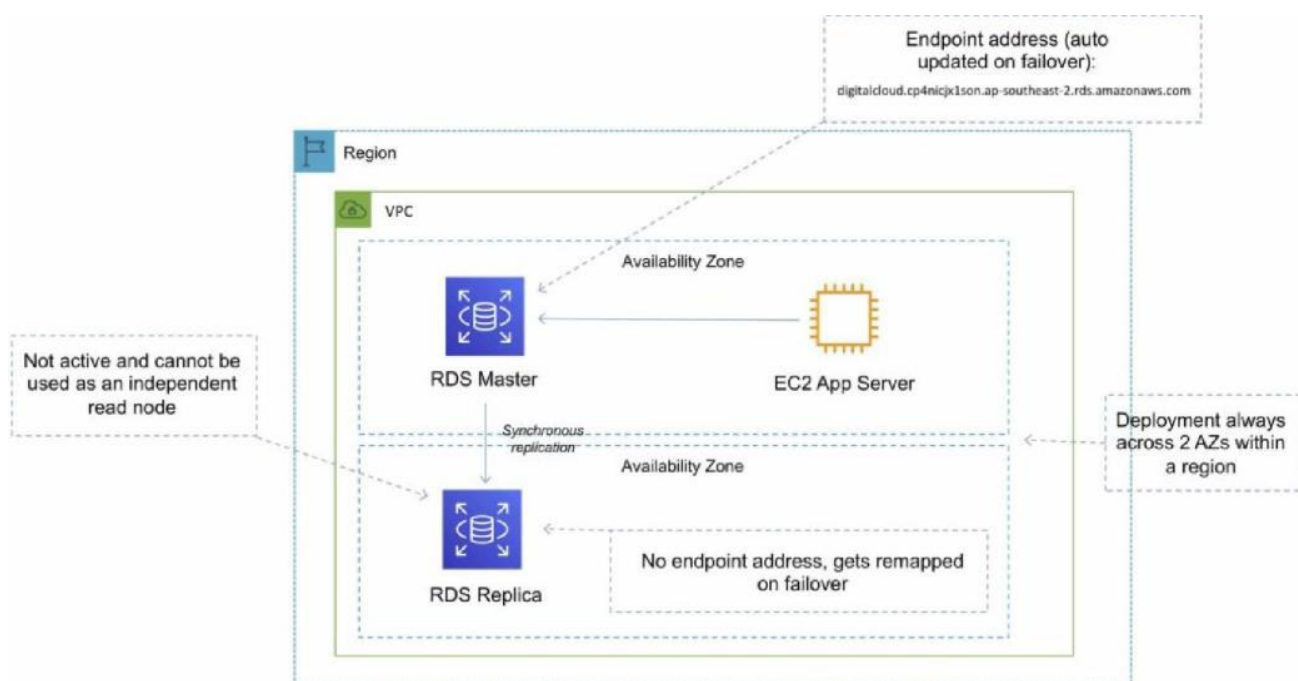 Endpoint address (auto
updated on failover):
digitalcloud.cp4nicjx1son.ap-southeast-2.rds.amazonaws.com
Region
VPC
Availability Zone
RDS Master
EC2 App Server
Not active and cannot be
used as an independent
read node
Synchronous
replication
Deployment always
across 2 AZs within
a region
Availability Zone
No endpoint address, gets remapped
on failover
RDS Replica